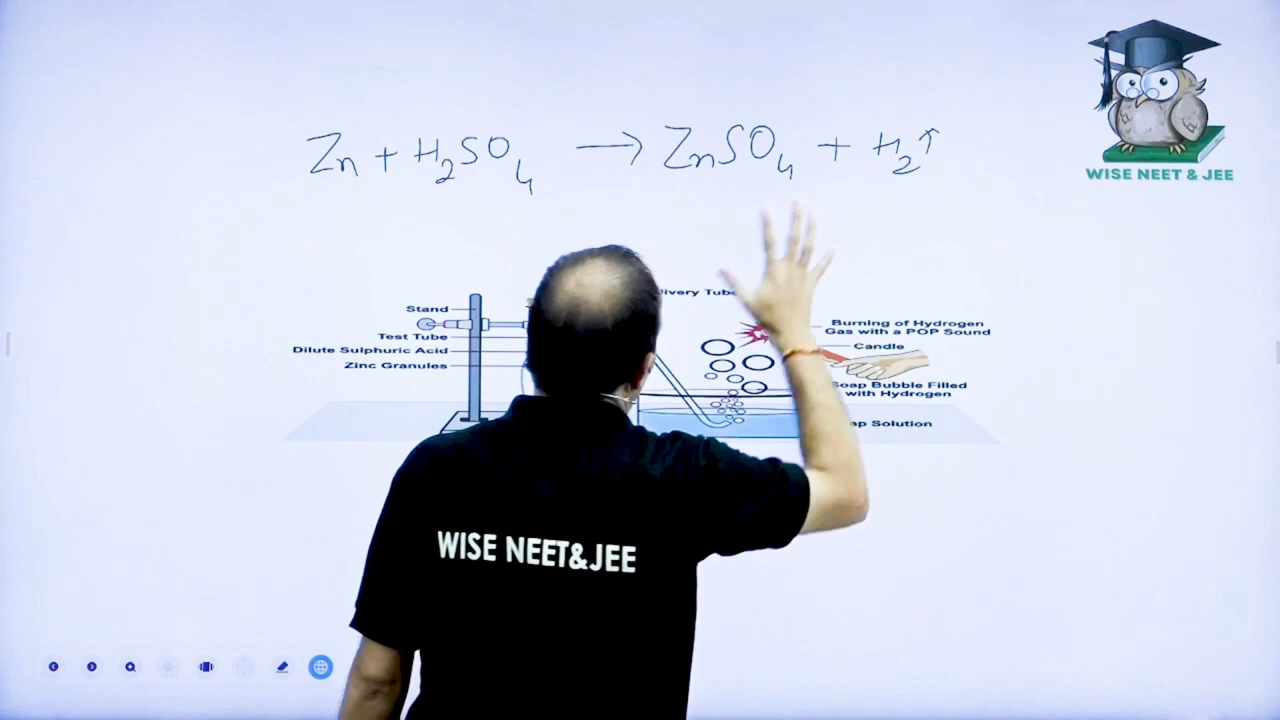 Zn + H₂SO₄ → ZnSO₄ + H₂↑
WISE NEET & JEE
Stand
Test Tube
Dilute Sulphuric Acid
Zinc Granules
Tube
Burning of Hydrogen
Gas with a POP Sound
Candle
Bubble Filled
with Hydrogen
Solution
WISE NEET&JEE